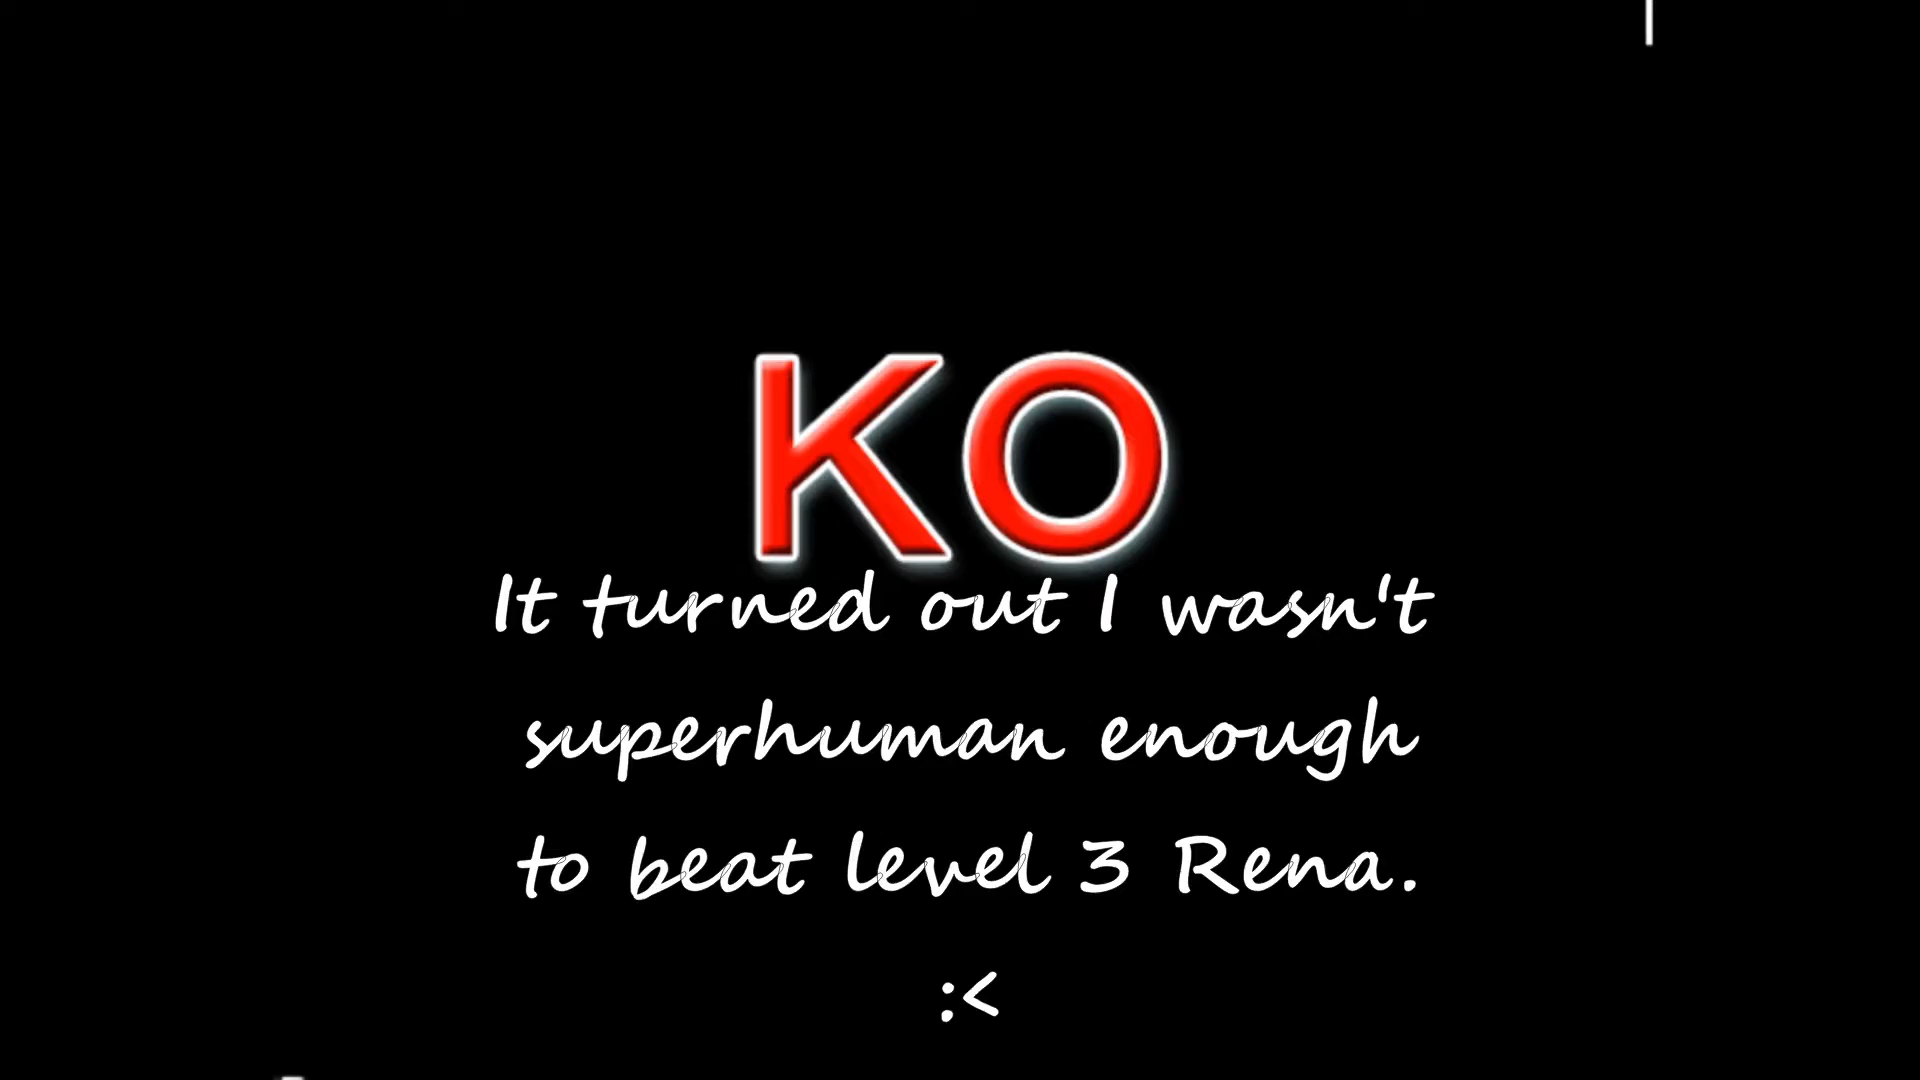 KO
It turned out I wasn't
superhuman enough
to beat level 3 Rena.
:<